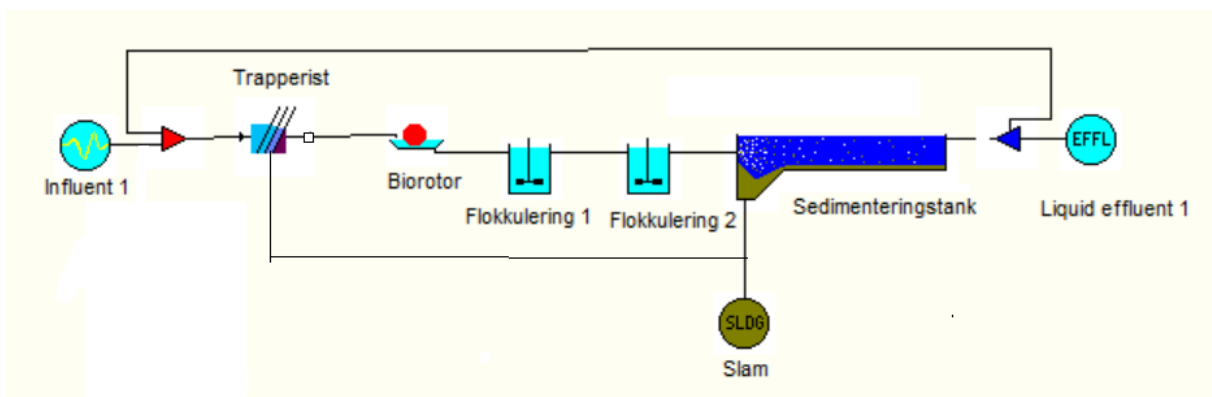 Trapperist
Influent 1
Biorotor
Flokkulering 1
Flokkulering 2
Sedimenteringstank
EFFL
Liquid effluent 1
SLDG
Slam